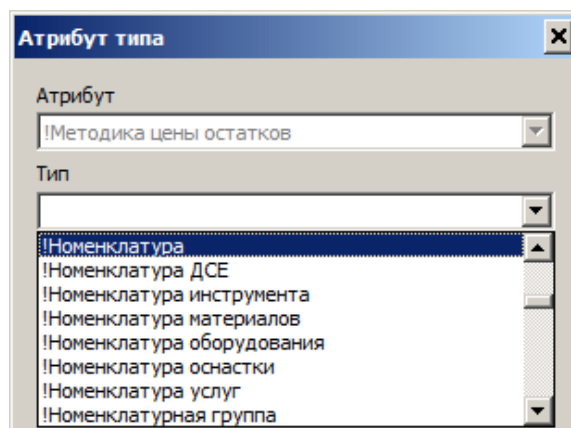 Атрибут типа
Атрибут
!Методика цены остатков
Тип
!Номенклатура
!Номенклатура ДСЕ
!Номенклатура инструмента
!Номенклатура материалов
!Номенклатура оборудования
!Номенклатура оснастки
!Номенклатура услуг
!Номенклатурная группа